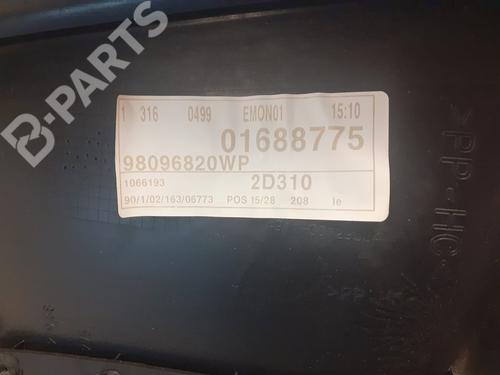 B-PARTS
1 316 0499 EMON01 15:10
01688775
98096820WP
1066193 2D310
90/1/02/163/06773 POS 15/28 208 le
>PP-HC-